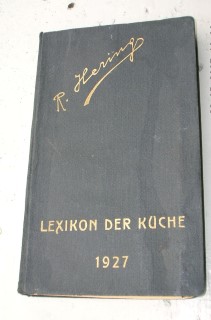 R. Hering
LEXIKON DER KÜCHE
1927